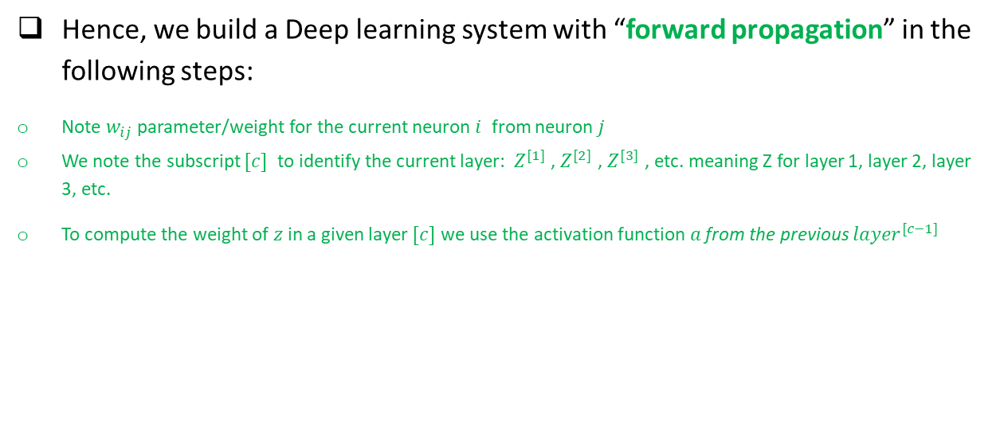 ❑ Hence, we build a Deep learning system with “forward propagation” in the
following steps:
○ Note 𝑤ᵢⱼ parameter/weight for the current neuron 𝑖 from neuron 𝑗
○ We note the subscript [𝑐] to identify the current layer: 𝑍^[1] , 𝑍^[2] , 𝑍^[3] , etc. meaning Z for layer 1, layer 2, layer
3, etc.
○ To compute the weight of 𝑧 in a given layer [𝑐] we use the activation function 𝑎 from the previous 𝑙𝑎𝑦𝑒𝑟^[𝑐−1]